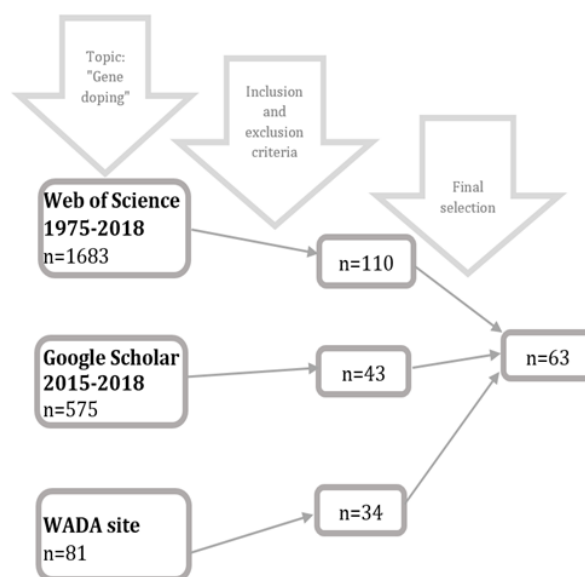 Topic:
"Gene
doping"
Inclusion
and
exclusion
criteria
Final
selection
Web of Science
1975-2018
n=1683
n=110
Google Scholar
2015-2018
n=575
n=43
n=63
WADA site
n=81
n=34